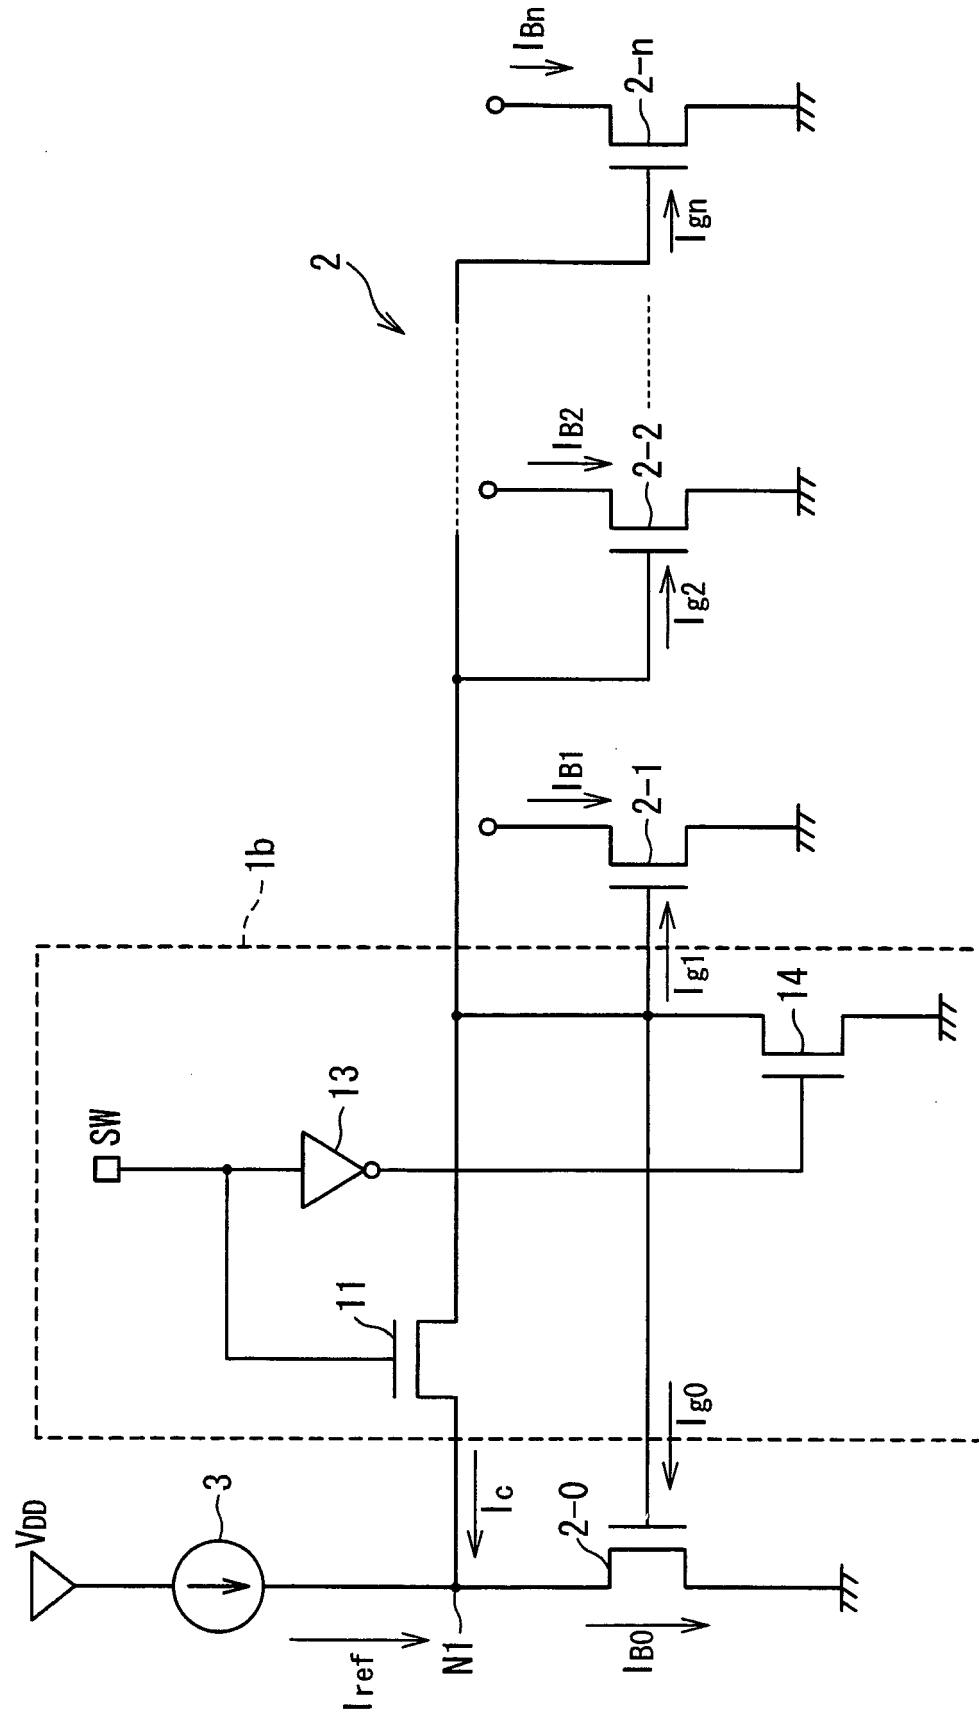 VDD
3
Iref
N1
Ic
IB0
2-0
Ig0
SW
11
13
14
1b
Ig1
IB1
2-1
2
Ig2
IB2
2-2
Ign
IBn
2-n